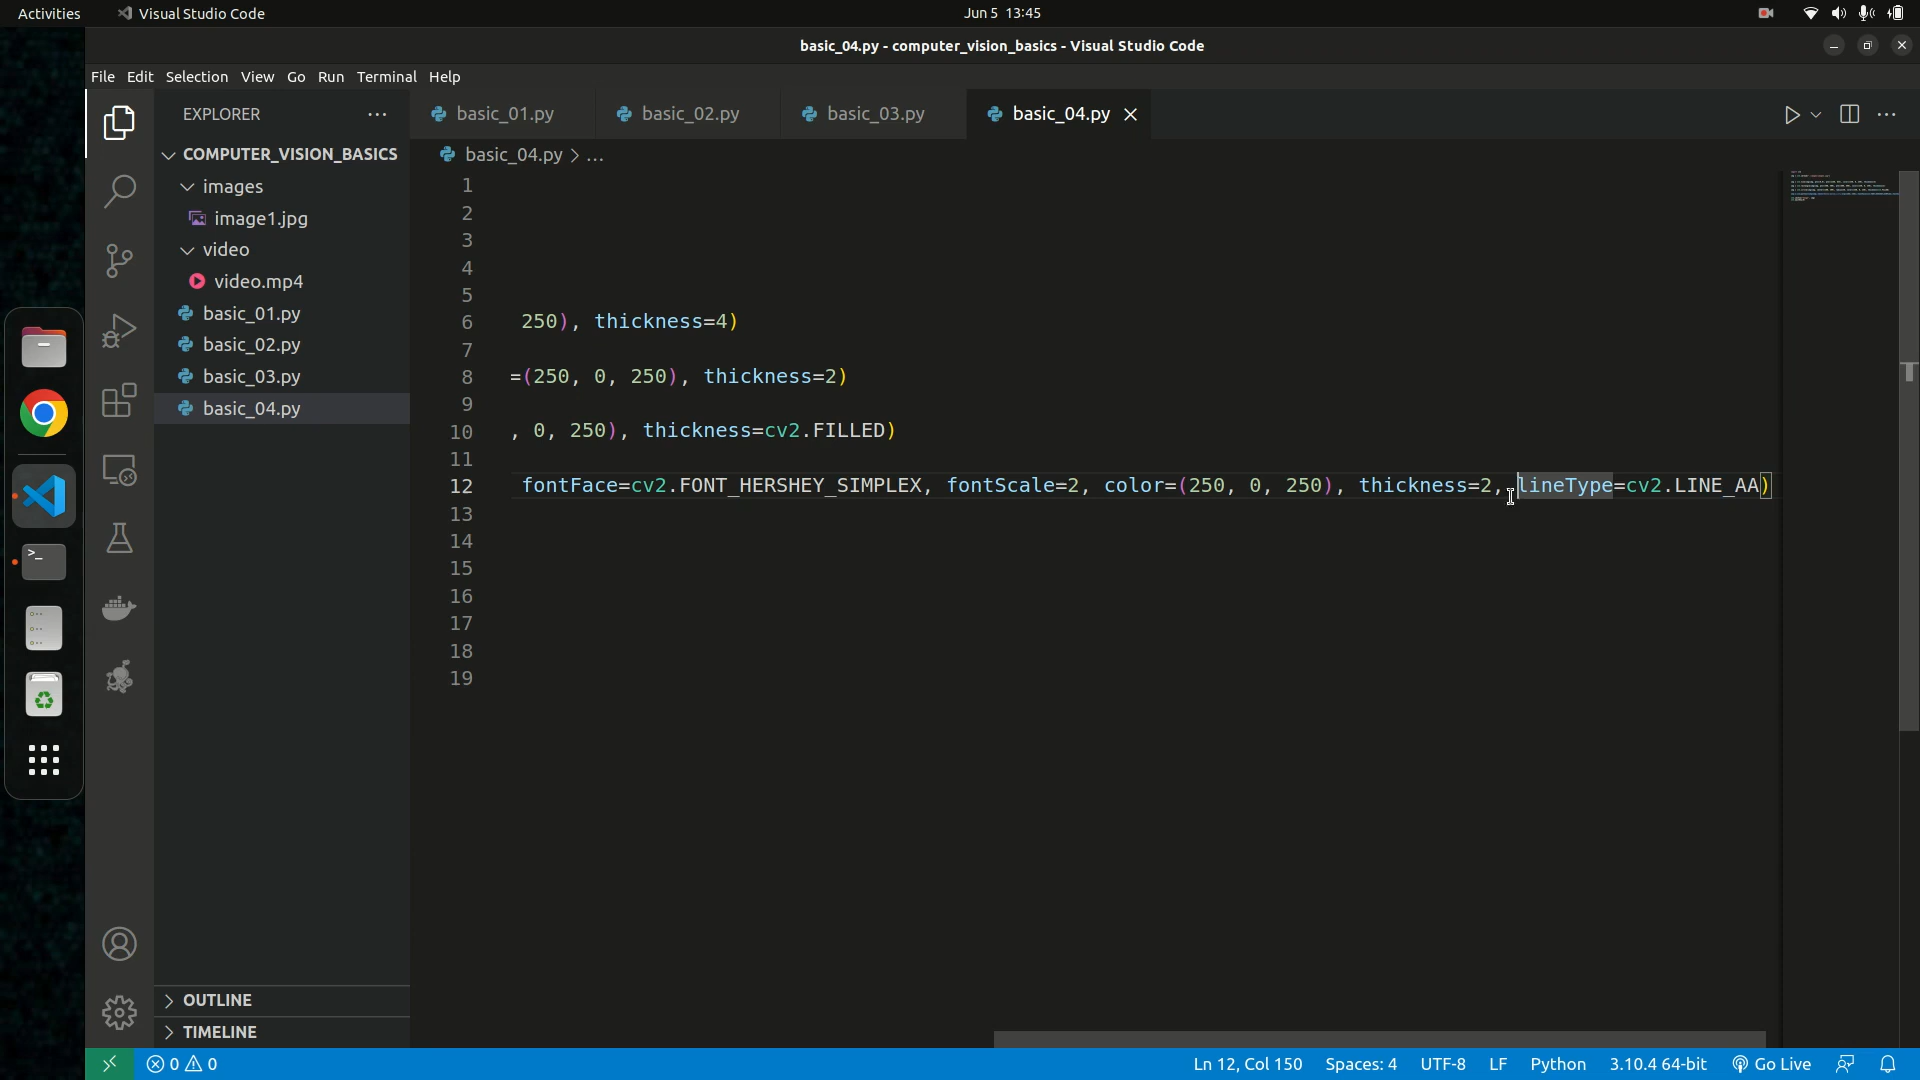 Activities
Visual Studio Code
Jun 5 13:45
basic_04.py - computer_vision_basics - Visual Studio Code
File Edit Selection View Go Run Terminal Help
EXPLORER
COMPUTER_VISION_BASICS
images
image1.jpg
video
video.mp4
basic_01.py
basic_02.py
basic_03.py
basic_04.py
OUTLINE
TIMELINE
basic_01.py
basic_02.py
basic_03.py
basic_04.py
basic_04.py > ...
1
2
3
4
5
6 250), thickness=4)
7
8 =(250, 0, 250), thickness=2)
9
10 , 0, 250), thickness=cv2.FILLED)
11
12 fontFace=cv2.FONT_HERSHEY_SIMPLEX, fontScale=2, color=(250, 0, 250), thickness=2, lineType=cv2.LINE_AA)
13
14
15
16
17
18
19
0 0
Ln 12, Col 150
Spaces: 4
UTF-8
LF
Python
3.10.4 64-bit
Go Live